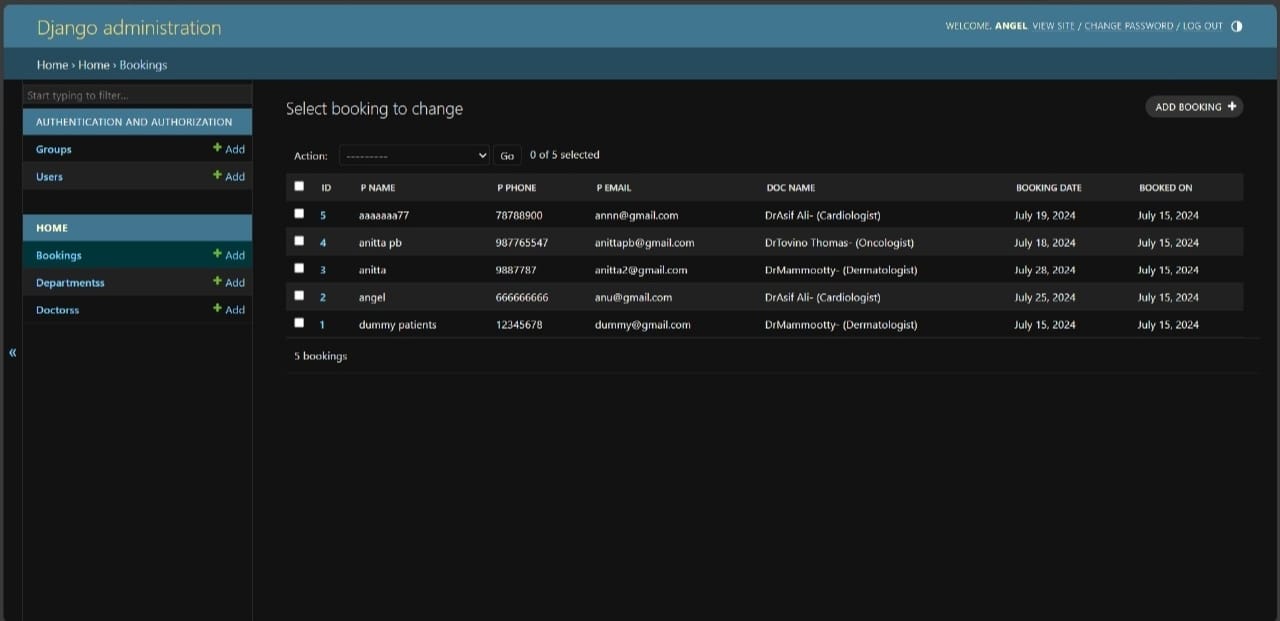 Django administration
WELCOME, ANGEL. VIEW SITE / CHANGE PASSWORD / LOG OUT
Home › Home › Bookings
Start typing to filter...
AUTHENTICATION AND AUTHORIZATION
Groups + Add
Users + Add
HOME
Bookings + Add
Departmentss + Add
Doctorss + Add
«
Select booking to change
ADD BOOKING +
Action: --------- Go 0 of 5 selected
ID P NAME P PHONE P EMAIL DOC NAME BOOKING DATE BOOKED ON
5 aaaaaaa77 78788900 annn@gmail.com DrAsif Ali- (Cardiologist) July 19, 2024 July 15, 2024
4 anitta pb 987765547 anittapb@gmail.com DrTovino Thomas- (Oncologist) July 18, 2024 July 15, 2024
3 anitta 9887787 anitta2@gmail.com DrMammootty- (Dermatologist) July 28, 2024 July 15, 2024
2 angel 666666666 anu@gmail.com DrAsif Ali- (Cardiologist) July 25, 2024 July 15, 2024
1 dummy patients 12345678 dummy@gmail.com DrMammootty- (Dermatologist) July 15, 2024 July 15, 2024
5 bookings